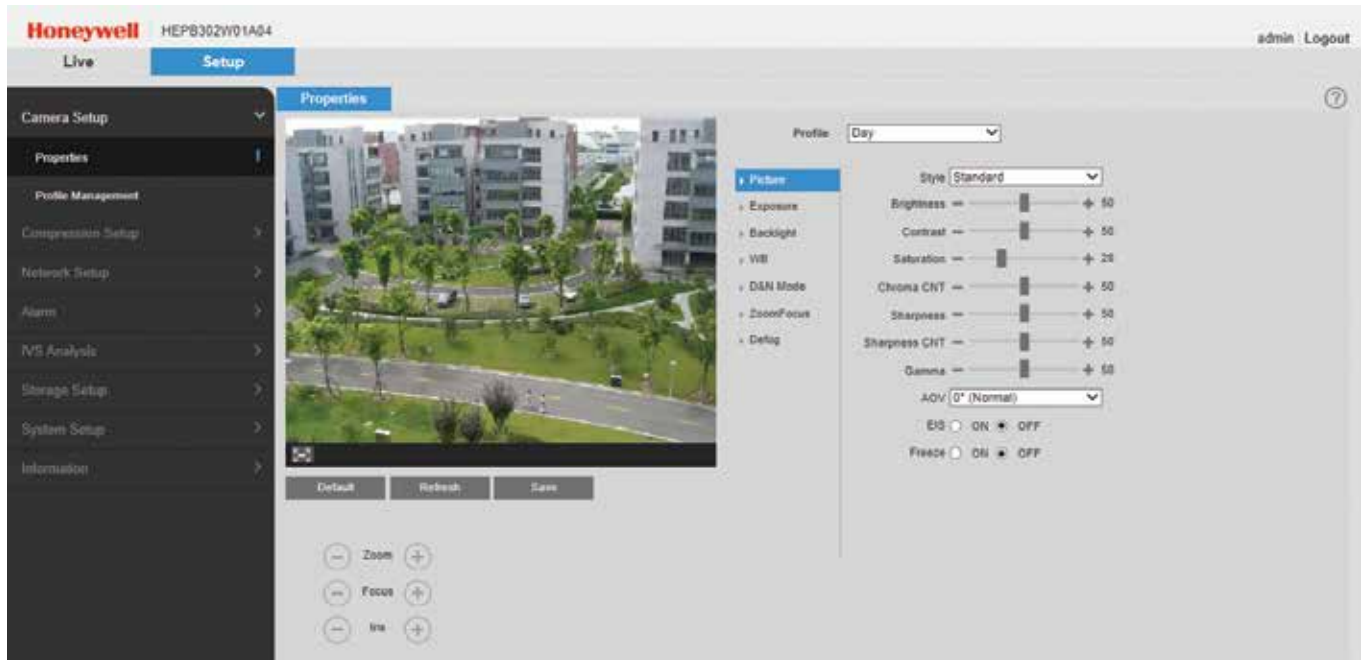 Honeywell HEPB302W01A04
admin Logout
Live Setup
Camera Setup
Properties
Profile Management
Compression Setup
Network Setup
Alarm
IVS Analysis
Storage Setup
System Setup
Information
Properties
Default Refresh Save
Zoom
Focus
Iris
Profile Day
Picture
Exposure
Backlight
WB
D&N Mode
ZoomFocus
Defog
Style Standard
Brightness 50
Contrast 50
Saturation
Chroma CNT 50
Sharpness 50
Sharpness CNT 50
Gamma 50
AOV 0° (Normal)
EIS ON OFF
Freeze ON OFF